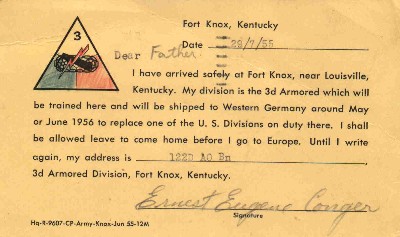 3
Fort Knox, Kentucky
Date 29/7/55
Dear Father
I have arrived safely at Fort Knox, near Louisville,
Kentucky. My division is the 3d Armored which will
be trained here and will be shipped to Western Germany around May
or June 1956 to replace one of the U. S. Divisions on duty there. I shall
be allowed leave to come home before I go to Europe. Until I write
again, my address is 122D AO Bn
3d Armored Division, Fort Knox, Kentucky.
Ernest Eugene Conger
Signature
Hq-R-9607-CP-Army-Knox-Jun 55-12M